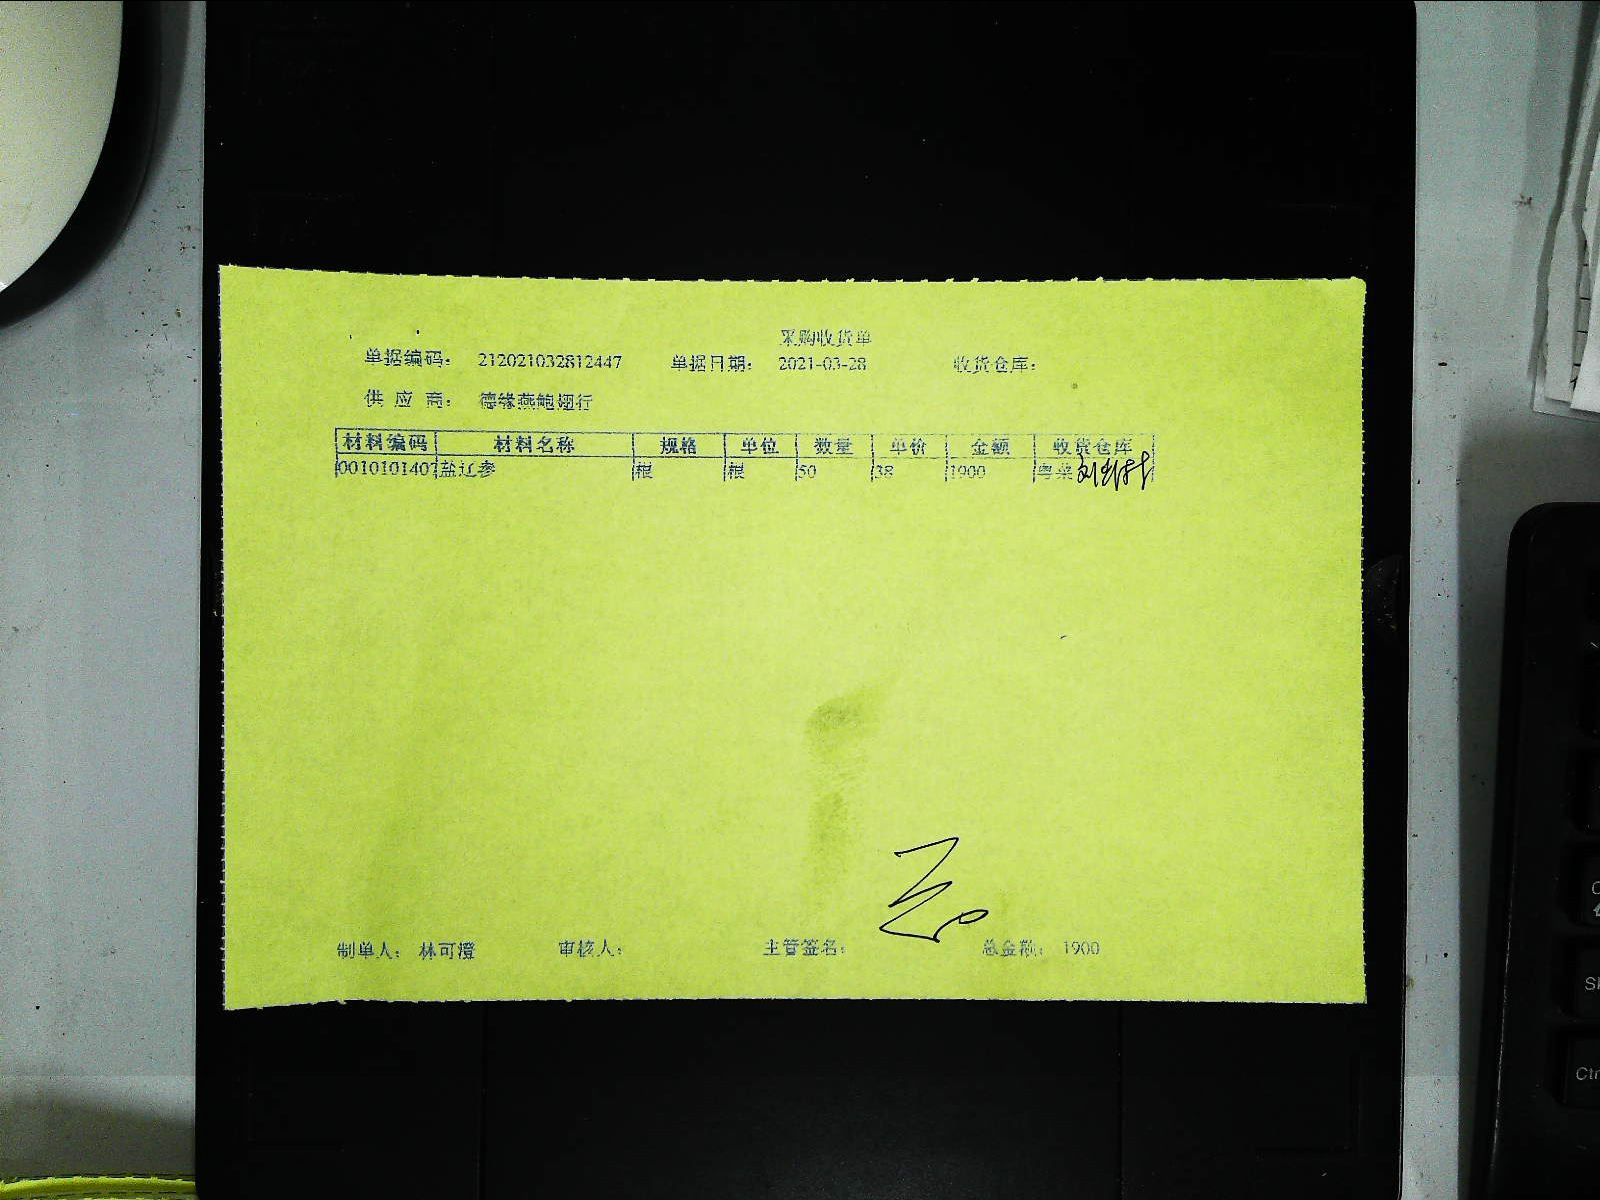 采购收货单
单据编码： 212021032812447 单据日期： 2021-03-28 收货仓库：
供 应 商： 德缘燕鲍翅行
材料编码 材料名称 规格 单位 数量 单价 金额 收货仓库
0010101407 盐辽参 根 根 50 38 1900 粤菜
制单人： 林可澄 审核人： 主管签名： 总金额： 1900